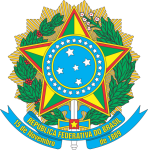 REPÚBLICA FEDERATIVA DO BRASIL
15 de Novembro
de 1889